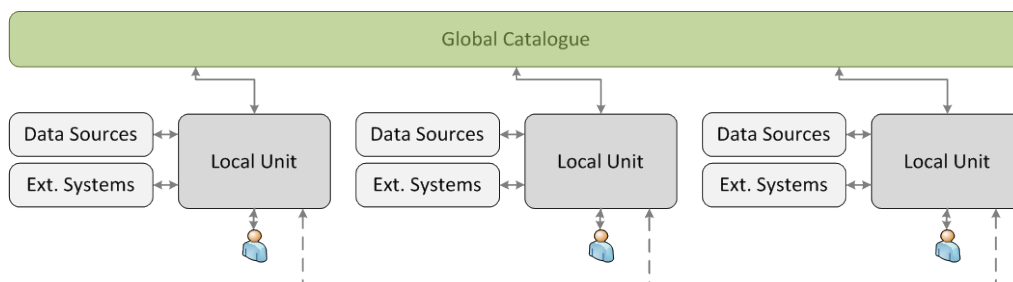 Global Catalogue
Data Sources
Ext. Systems
Local Unit
Data Sources
Ext. Systems
Local Unit
Data Sources
Ext. Systems
Local Unit